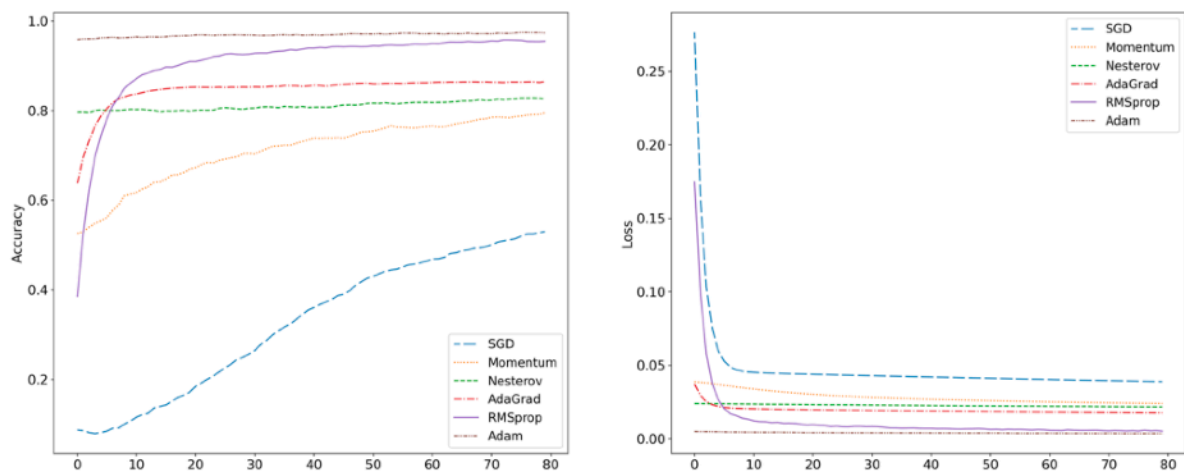 1.0
0.8
0.6
0.4
0.2
Accuracy
0 10 20 30 40 50 60 70 80
SGD
Momentum
Nesterov
AdaGrad
RMSprop
Adam
0.25
0.20
0.15
0.10
0.05
0.00
Loss
0 10 20 30 40 50 60 70 80
SGD
Momentum
Nesterov
AdaGrad
RMSprop
Adam